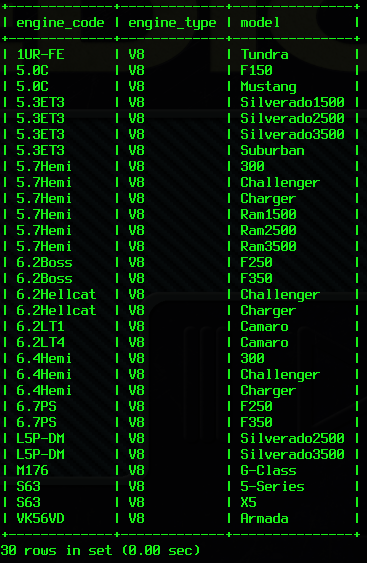 +-------------+-------------+----------------+
| engine_code | engine_type | model          |
+-------------+-------------+----------------+
| 1UR-FE      | V8          | Tundra         |
| 5.0C        | V8          | F150           |
| 5.0C        | V8          | Mustang        |
| 5.3ET3      | V8          | Silverado1500  |
| 5.3ET3      | V8          | Silverado2500  |
| 5.3ET3      | V8          | Silverado3500  |
| 5.3ET3      | V8          | Suburban       |
| 5.7Hemi     | V8          | 300            |
| 5.7Hemi     | V8          | Challenger     |
| 5.7Hemi     | V8          | Charger        |
| 5.7Hemi     | V8          | Ram1500        |
| 5.7Hemi     | V8          | Ram2500        |
| 5.7Hemi     | V8          | Ram3500        |
| 6.2Boss     | V8          | F250           |
| 6.2Boss     | V8          | F350           |
| 6.2Hellcat  | V8          | Challenger     |
| 6.2Hellcat  | V8          | Charger        |
| 6.2LT1      | V8          | Camaro         |
| 6.2LT4      | V8          | Camaro         |
| 6.4Hemi     | V8          | 300            |
| 6.4Hemi     | V8          | Challenger     |
| 6.4Hemi     | V8          | Charger        |
| 6.7PS       | V8          | F250           |
| 6.7PS       | V8          | F350           |
| L5P-DM      | V8          | Silverado2500  |
| L5P-DM      | V8          | Silverado3500  |
| M176        | V8          | G-Class        |
| S63         | V8          | 5-Series       |
| S63         | V8          | X5             |
| VK56VD      | V8          | Armada         |
+-------------+-------------+----------------+
30 rows in set (0.00 sec)